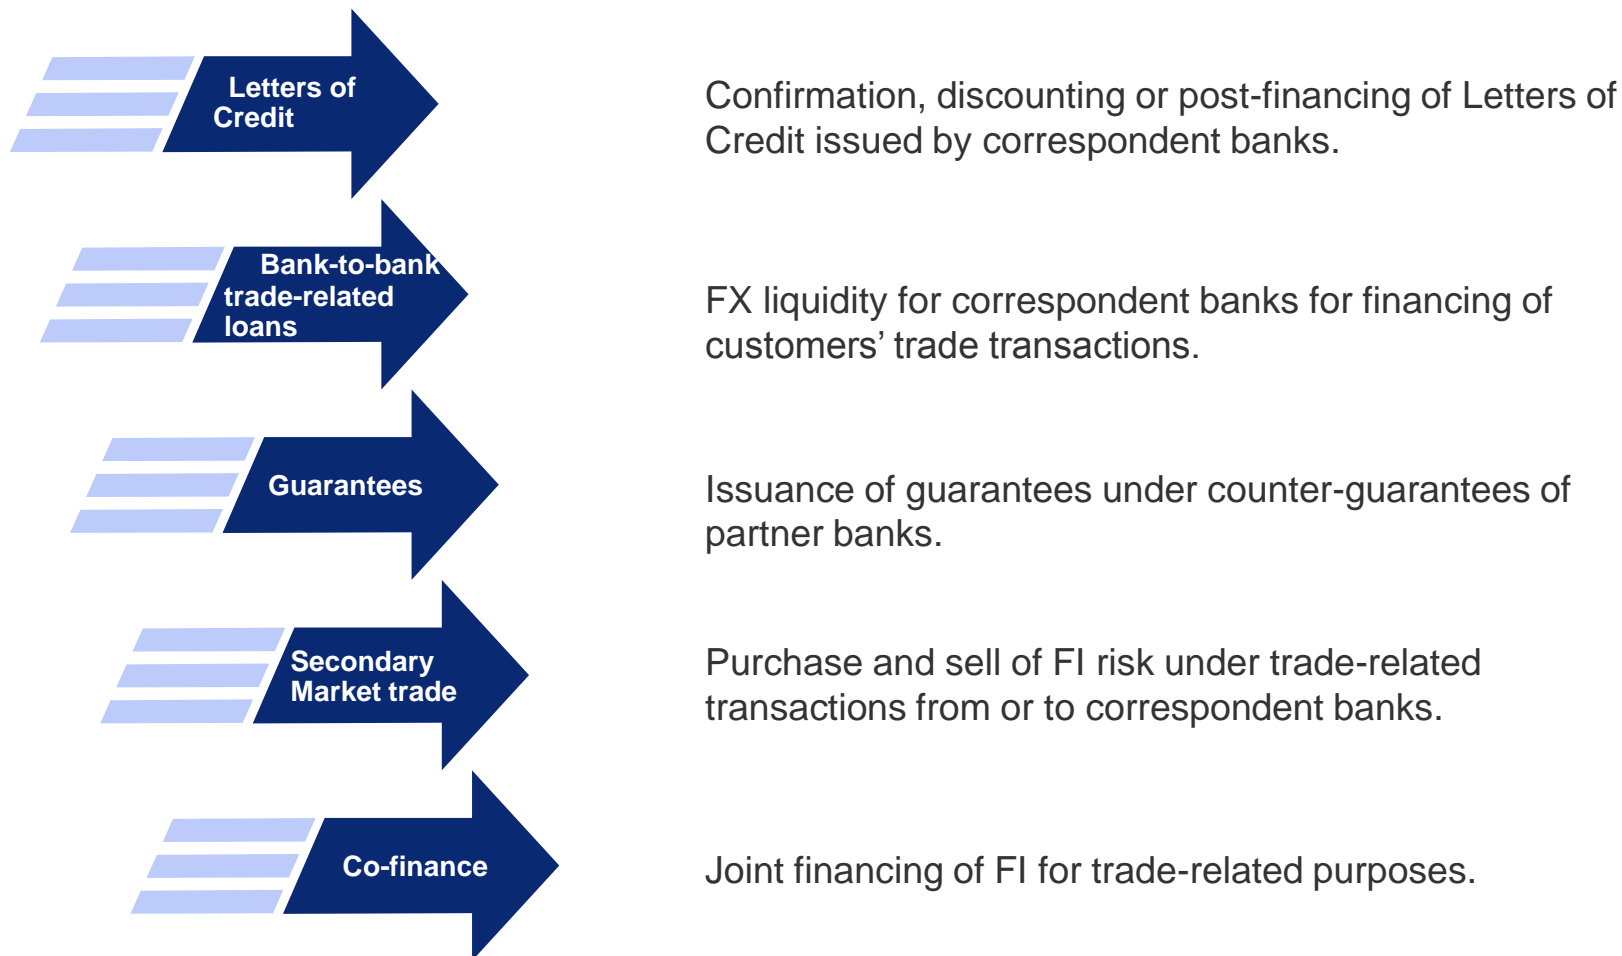 Letters of
Credit
Confirmation, discounting or post-financing of Letters of
Credit issued by correspondent banks.
Bank-to-bank
trade-related
loans
FX liquidity for correspondent banks for financing of
customers’ trade transactions.
Guarantees
Issuance of guarantees under counter-guarantees of
partner banks.
Secondary
Market trade
Purchase and sell of FI risk under trade-related
transactions from or to correspondent banks.
Co-finance
Joint financing of FI for trade-related purposes.